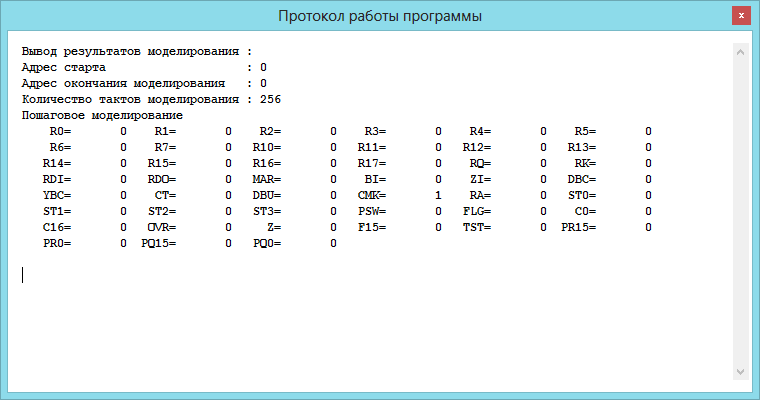 Протокол работы программы
x
Вывод результатов моделирования :
Адрес старта : 0
Адрес окончания моделирования : 0
Количество тактов моделирования : 256
Пошаговое моделирование
R0= 0 R1= 0 R2= 0 R3= 0 R4= 0 R5= 0
R6= 0 R7= 0 R10= 0 R11= 0 R12= 0 R13= 0
R14= 0 R15= 0 R16= 0 R17= 0 RQ= 0 RK= 0
RDI= 0 RDO= 0 MAR= 0 BI= 0 ZI= 0 DBC= 0
YBC= 0 CT= 0 DBU= 0 CMK= 1 RA= 0 ST0= 0
ST1= 0 ST2= 0 ST3= 0 PSW= 0 FLG= 0 C0= 0
C16= 0 OVR= 0 Z= 0 F15= 0 TST= 0 PR15= 0
PR0= 0 PQ15= 0 PQ0= 0